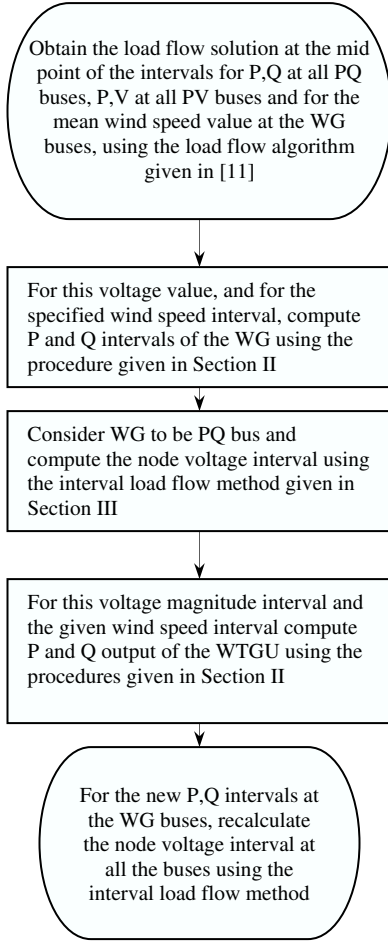 Obtain the load flow solution at the mid
point of the intervals for P,Q at all PQ
buses, P,V at all PV buses and for the
mean wind speed value at the WG
buses, using the load flow algorithm
given in [11]
For this voltage value, and for the
specified wind speed interval, compute
P and Q intervals of the WG using the
procedure given in Section II
Consider WG to be PQ bus and
compute the node voltage interval using
the interval load flow method given in
Section III
For this voltage magnitude interval and
the given wind speed interval compute
P and Q output of the WTGU using the
procedures given in Section II
For the new P,Q intervals at
the WG buses, recalculate
the node voltage interval at
all the buses using the
interval load flow method